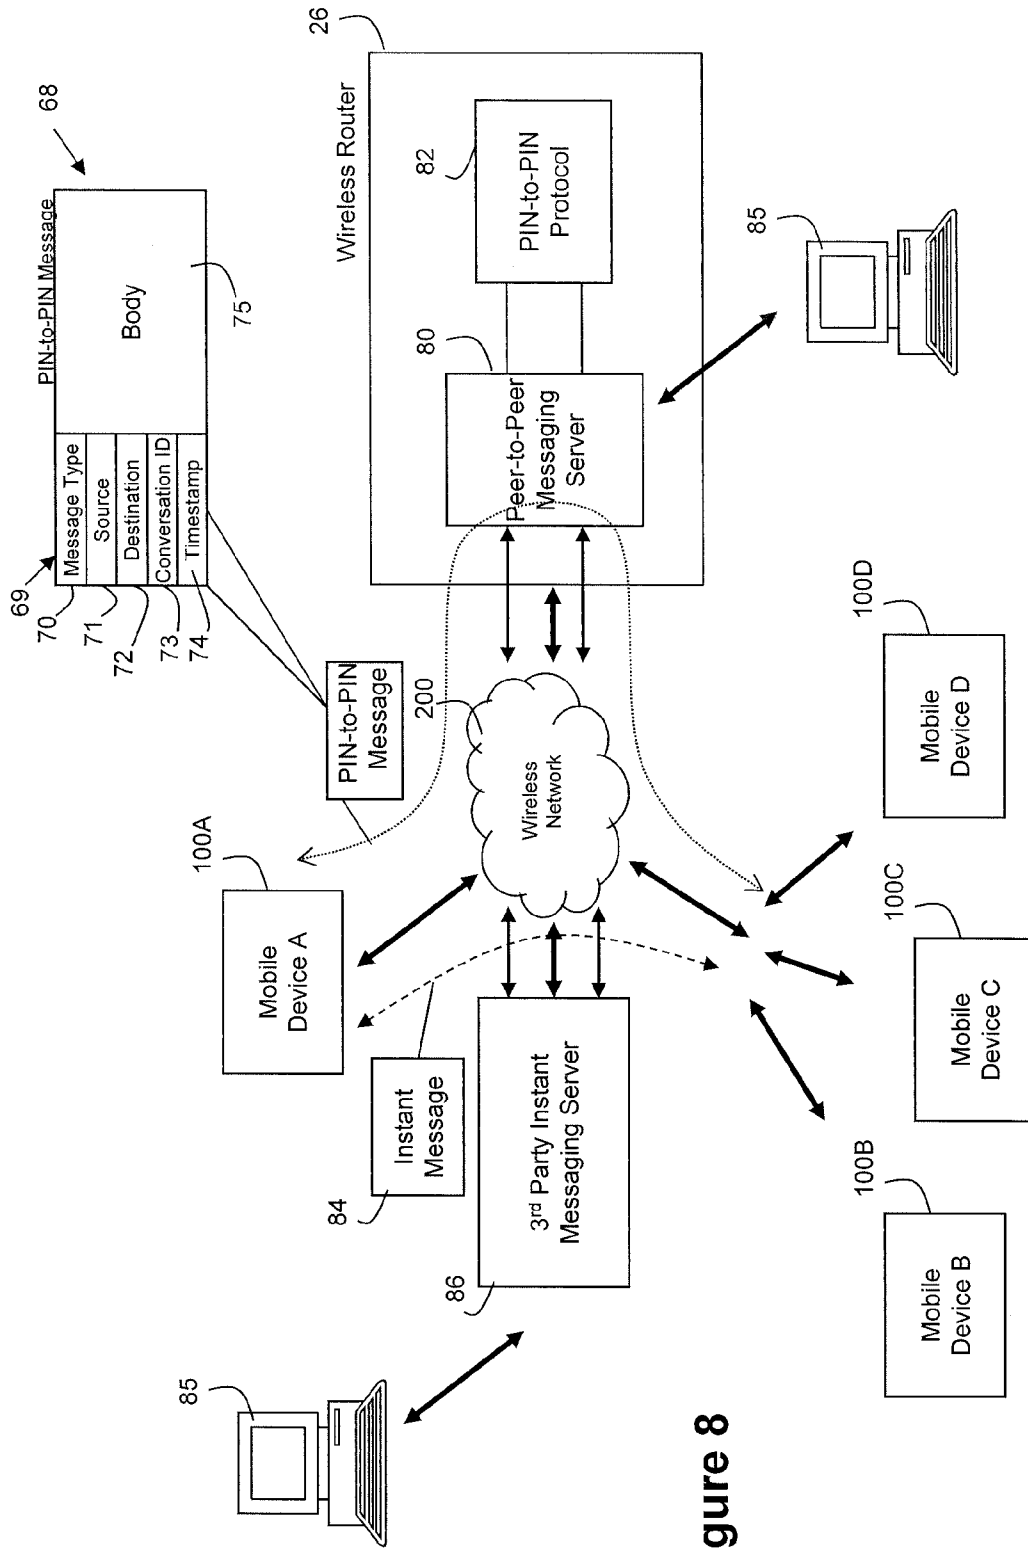 PIN-to-PIN Message
68
69
70
71
72
73
74
75
Message Type
Source
Destination
Conversation ID
Timestamp
Body
Wireless Router
26
82
PIN-to-PIN
Protocol
80
Peer-to-Peer
Messaging
Server
85
PIN-to-PIN
Message
200
Wireless
Network
100A
Mobile
Device A
84
Instant
Message
86
3rd Party Instant
Messaging Server
85
100B
Mobile
Device B
100C
Mobile
Device C
100D
Mobile
Device D
gure 8